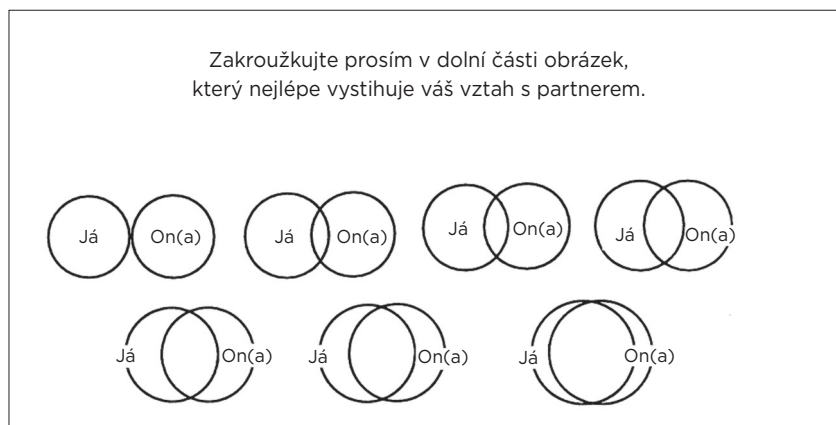 Zakroužkujte prosím v dolní části obrázek,
který nejlépe vystihuje váš vztah s partnerem.
Já On(a) Já On(a) Já On(a) Já On(a)
Já On(a) Já On(a) Já On(a)